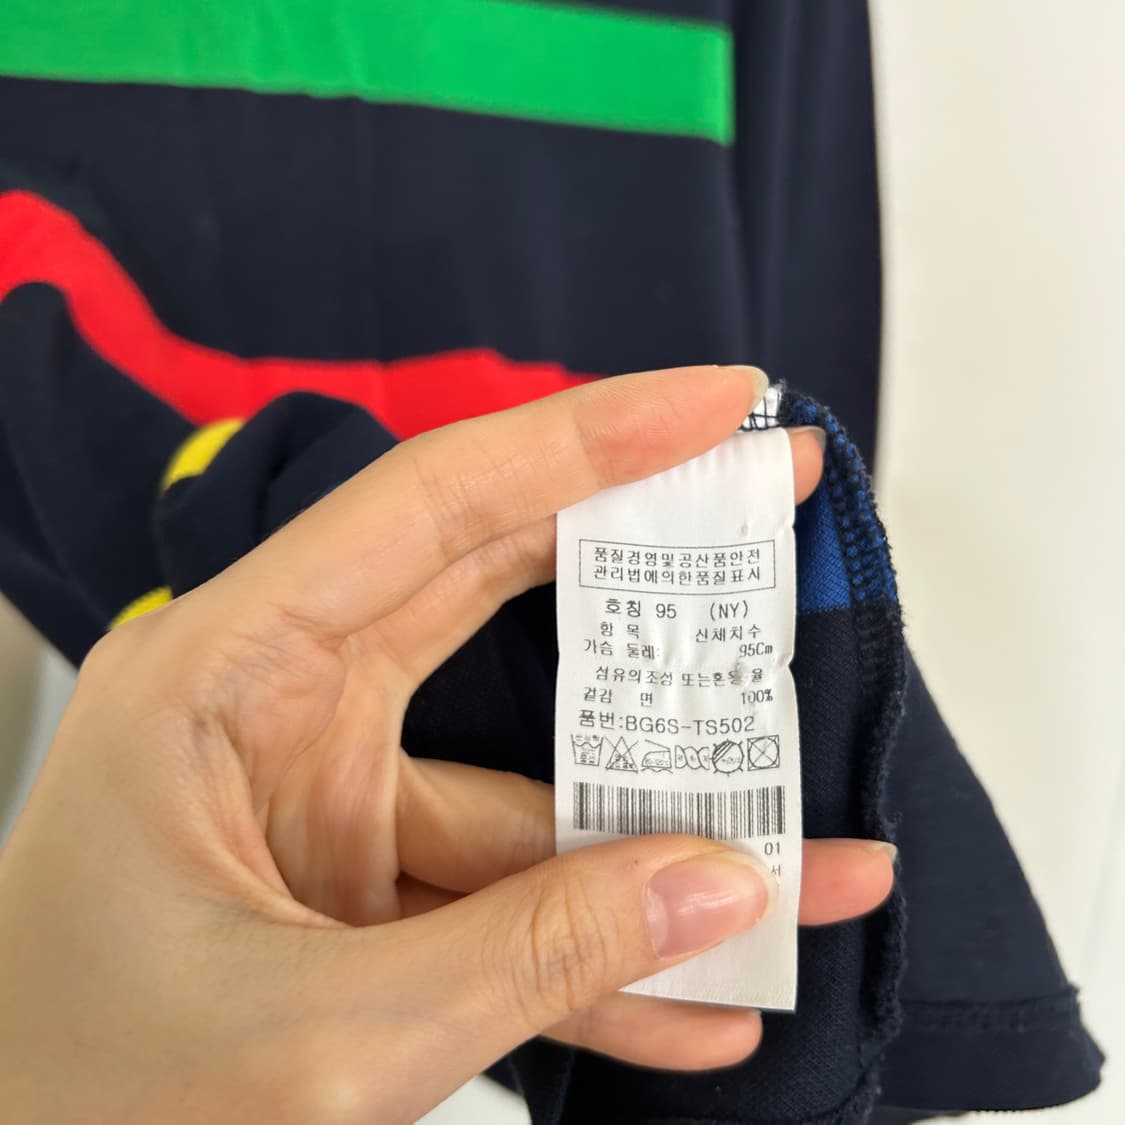 품질경영및공산품안전
관리법에의한품질표시
호칭 95 (NY)
항 목 신체치수
가슴 둘레: 95Cm
섬유의조성 또는혼용율
겉감 면 100%
품번:BG6S-TS502
01